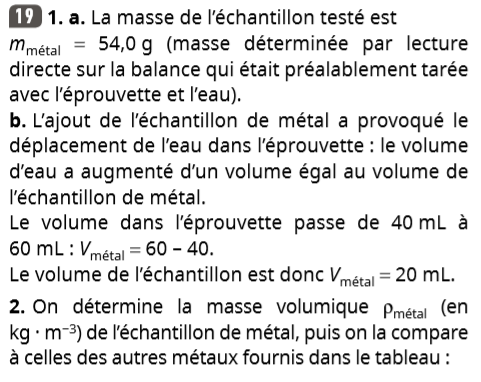 19 1. a. La masse de l'échantillon testé est
m_métal = 54,0 g (masse déterminée par lecture
directe sur la balance qui était préalablement tarée
avec l'éprouvette et l'eau).
b. L'ajout de l'échantillon de métal a provoqué le
déplacement de l'eau dans l'éprouvette : le volume
d'eau a augmenté d'un volume égal au volume de
l'échantillon de métal.
Le volume dans l'éprouvette passe de 40 mL à
60 mL : V_métal = 60 – 40.
Le volume de l'échantillon est donc V_métal = 20 mL.
2. On détermine la masse volumique ρ_métal (en
kg · m⁻³) de l'échantillon de métal, puis on la compare
à celles des autres métaux fournis dans le tableau :